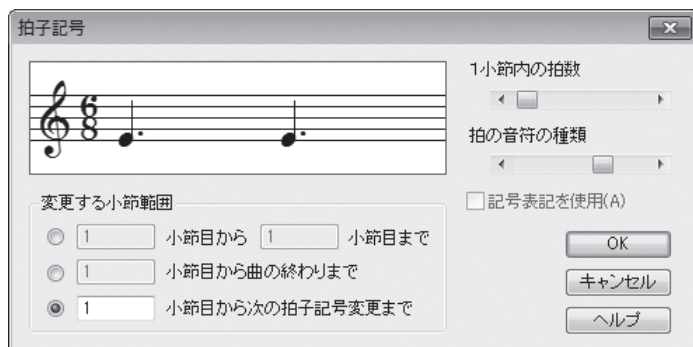 拍子記号
6
8
1小節内の拍数
拍の音符の種類
記号表記を使用(A)
変更する小節範囲
1 小節目から 1 小節目まで
1 小節目から曲の終わりまで
1 小節目から次の拍子記号変更まで
OK
キャンセル
ヘルプ